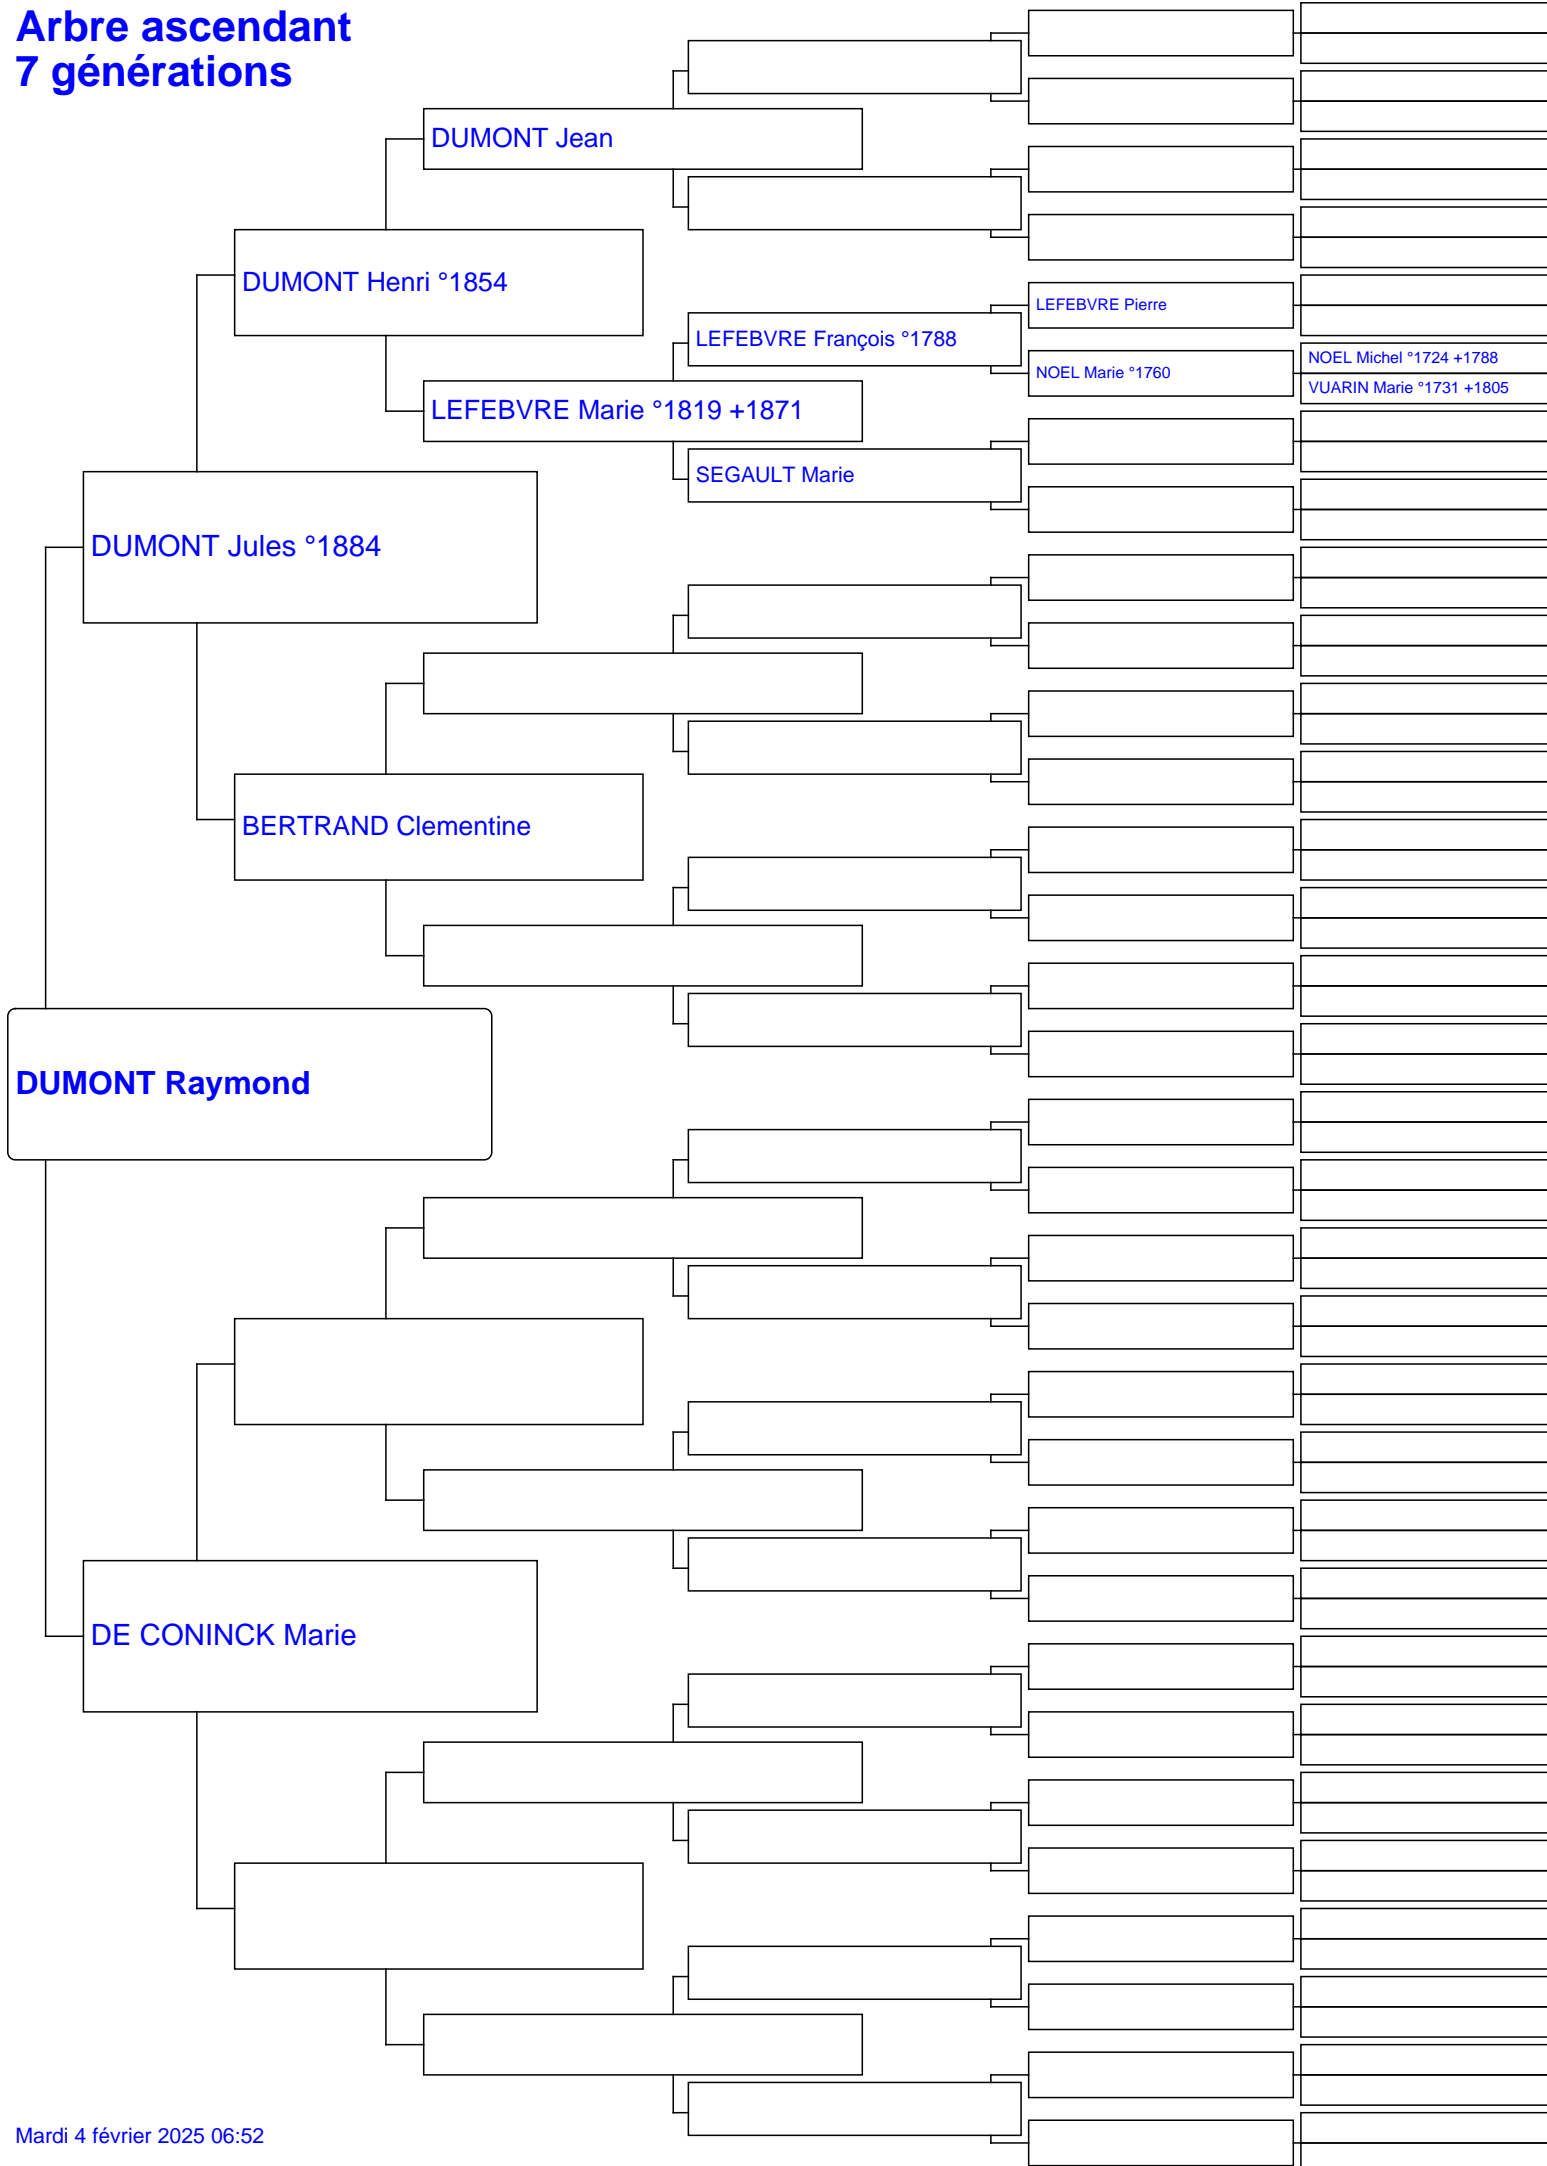 Arbre ascendant
7 générations
DUMONT Jean
DUMONT Henri °1854
LEFEBVRE Pierre
LEFEBVRE François °1788
NOEL Michel °1724 +1788
NOEL Marie °1760
VUARIN Marie °1731 +1805
LEFEBVRE Marie °1819 +1871
SEGAULT Marie
DUMONT Jules °1884
BERTRAND Clementine
DUMONT Raymond
DE CONINCK Marie
Mardi 4 février 2025 06:52